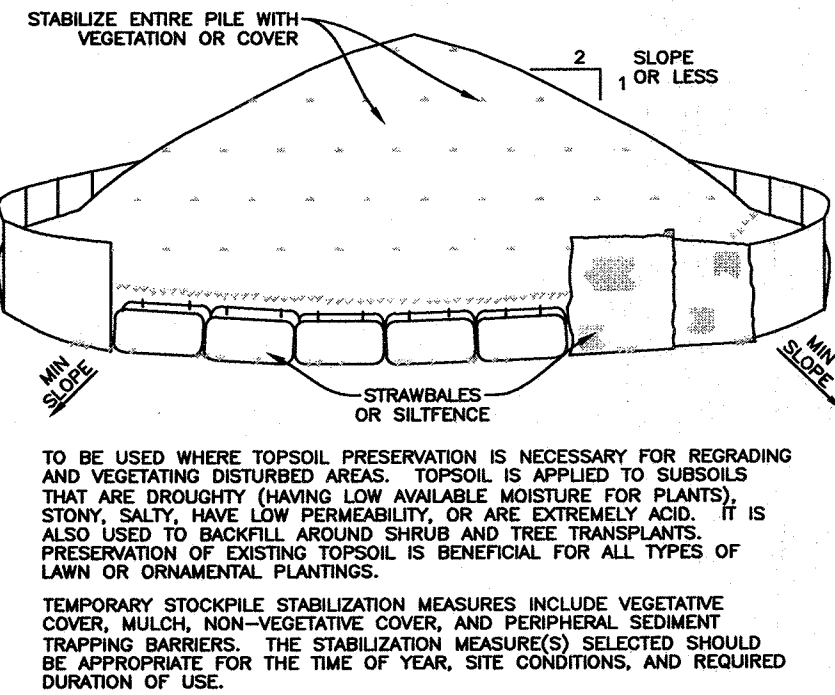 STABILIZE ENTIRE PILE WITH
VEGETATION OR COVER
2
SLOPE
1 OR LESS
MIN
SLOPE
MIN
SLOPE
STRAWBALES
OR SILTFENCE
TO BE USED WHERE TOPSOIL PRESERVATION IS NECESSARY FOR REGRADING
AND VEGETATING DISTURBED AREAS. TOPSOIL IS APPLIED TO SUBSOILS
THAT ARE DROUGHTY (HAVING LOW AVAILABLE MOISTURE FOR PLANTS),
STONY, SALTY, HAVE LOW PERMEABILITY, OR ARE EXTREMELY ACID. IT IS
ALSO USED TO BACKFILL AROUND SHRUB AND TREE TRANSPLANTS.
PRESERVATION OF EXISTING TOPSOIL IS BENEFICIAL FOR ALL TYPES OF
LAWN OR ORNAMENTAL PLANTINGS.
TEMPORARY STOCKPILE STABILIZATION MEASURES INCLUDE VEGETATIVE
COVER, MULCH, NON-VEGETATIVE COVER, AND PERIPHERAL SEDIMENT
TRAPPING BARRIERS. THE STABILIZATION MEASURE(S) SELECTED SHOULD
BE APPROPRIATE FOR THE TIME OF YEAR, SITE CONDITIONS, AND REQUIRED
DURATION OF USE.